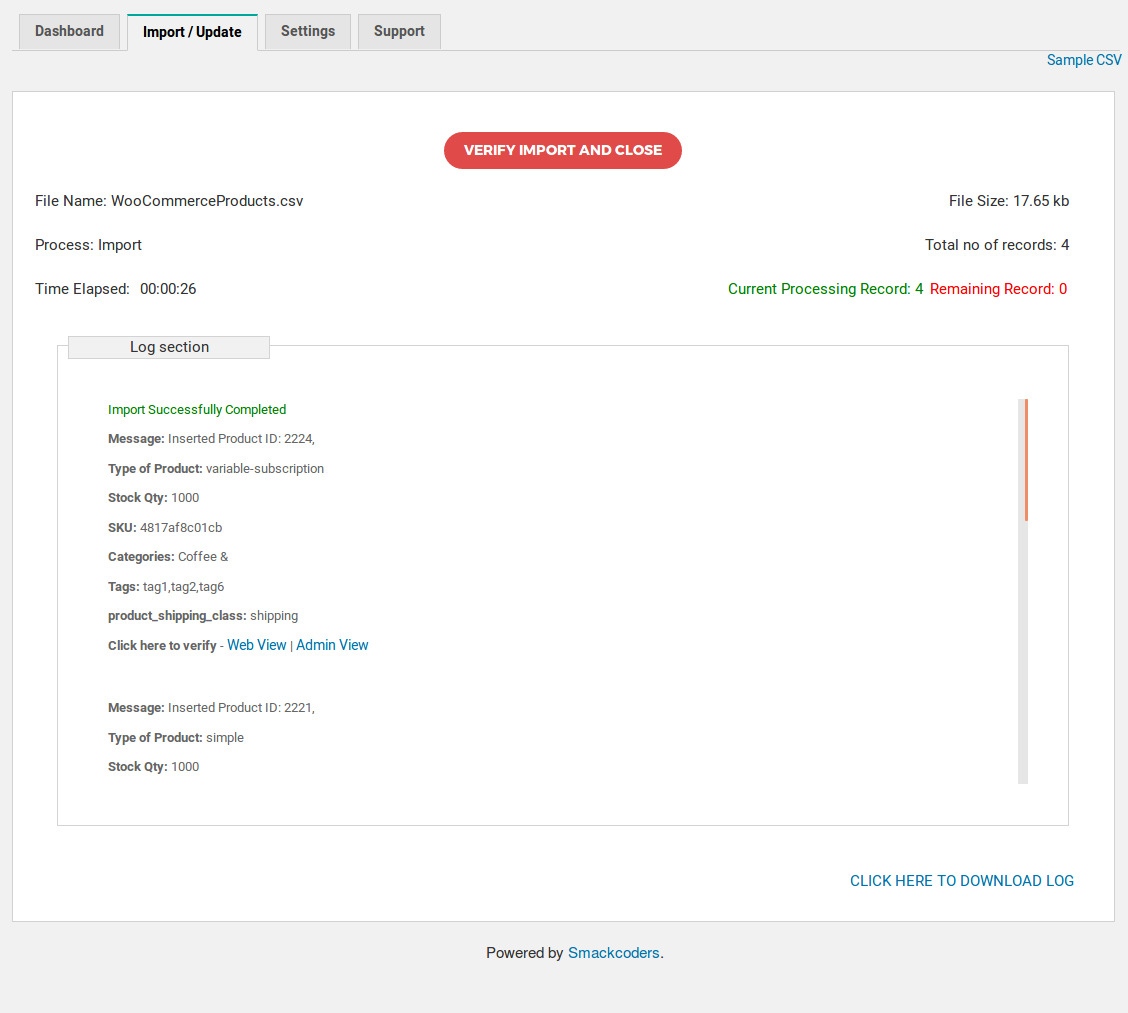 Dashboard Import / Update Settings Support
Sample CSV
VERIFY IMPORT AND CLOSE
File Name: WooCommerceProducts.csv File Size: 17.65 kb
Process: Import Total no of records: 4
Time Elapsed: 00:00:26 Current Processing Record: 4 Remaining Record: 0
Log section
Import Successfully Completed
Message: Inserted Product ID: 2224,
Type of Product: variable-subscription
Stock Qty: 1000
SKU: 4817af8c01cb
Categories: Coffee &
Tags: tag1,tag2,tag6
product_shipping_class: shipping
Click here to verify - Web View | Admin View
Message: Inserted Product ID: 2221,
Type of Product: simple
Stock Qty: 1000
CLICK HERE TO DOWNLOAD LOG
Powered by Smackcoders.